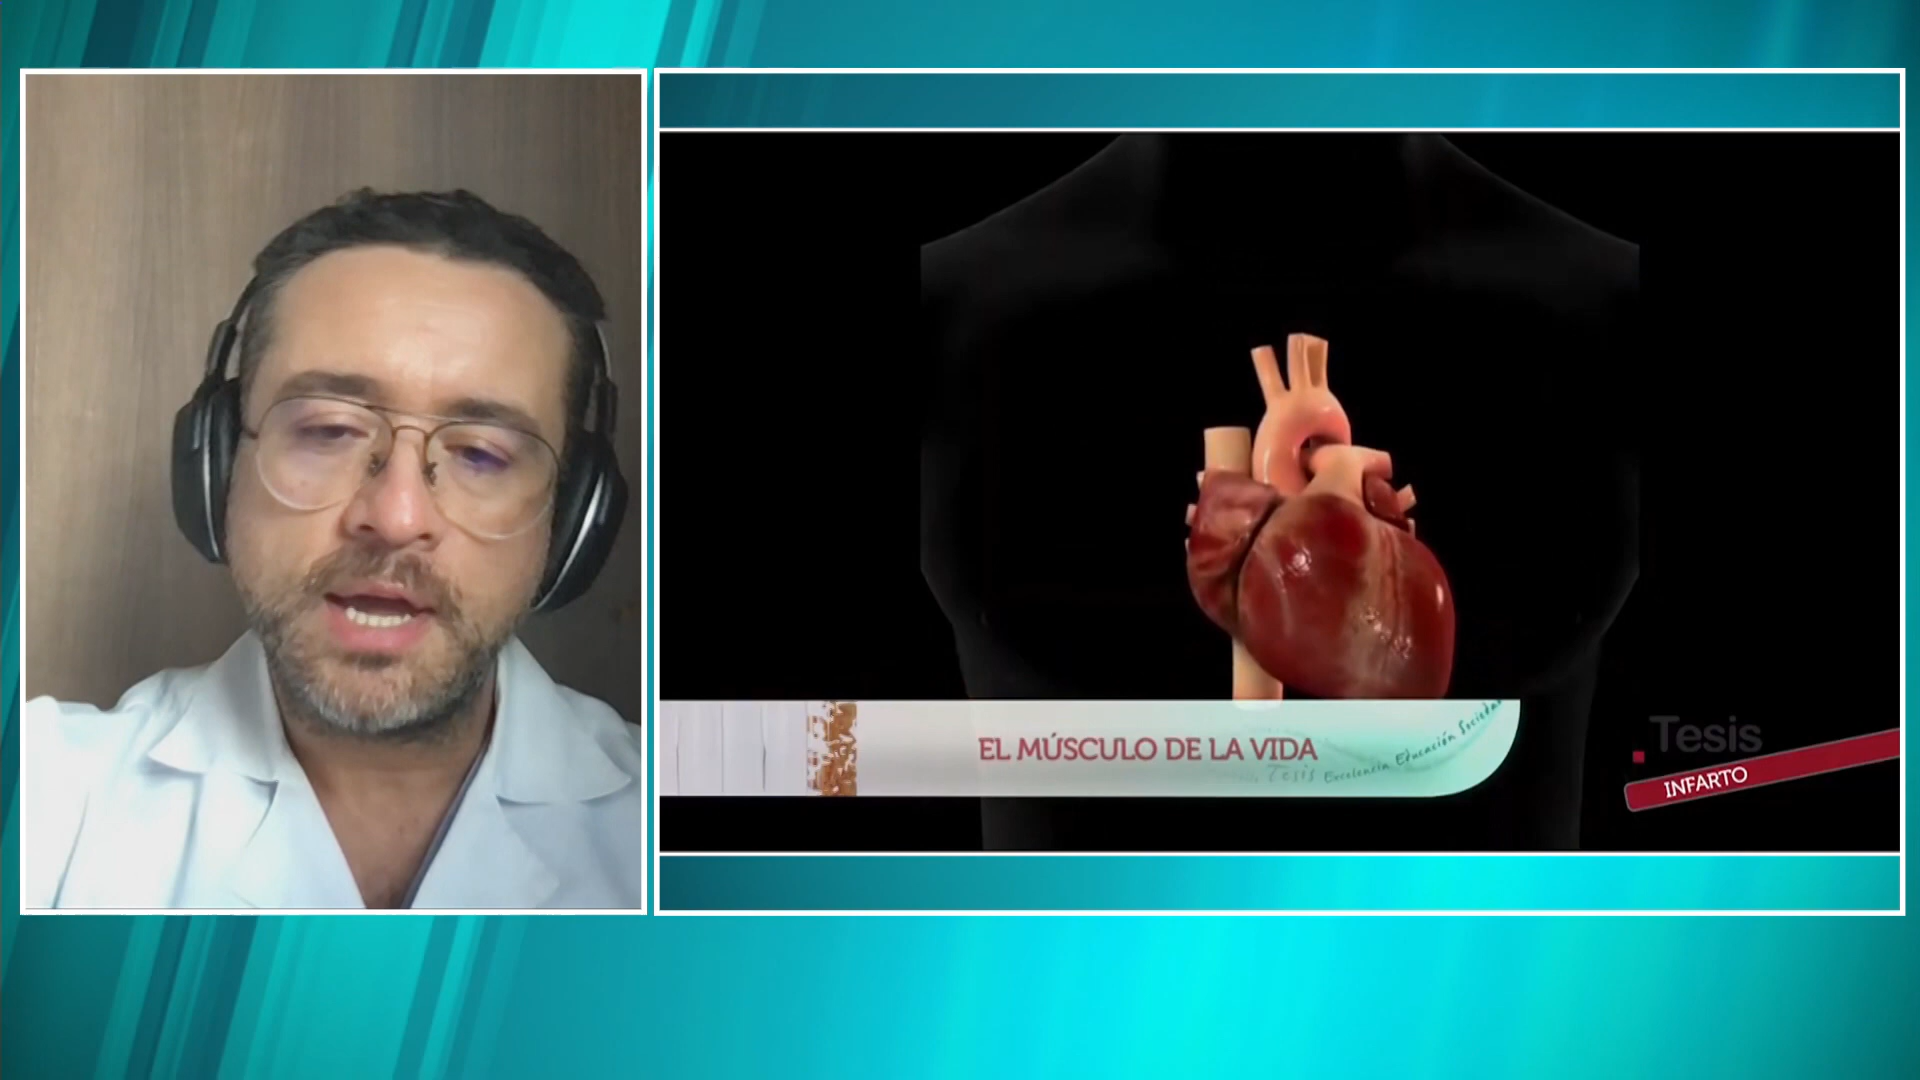 EL MÚSCULO DE LA VIDA
Tesis Excelencia Educación Sociedad
Tesis
INFARTO